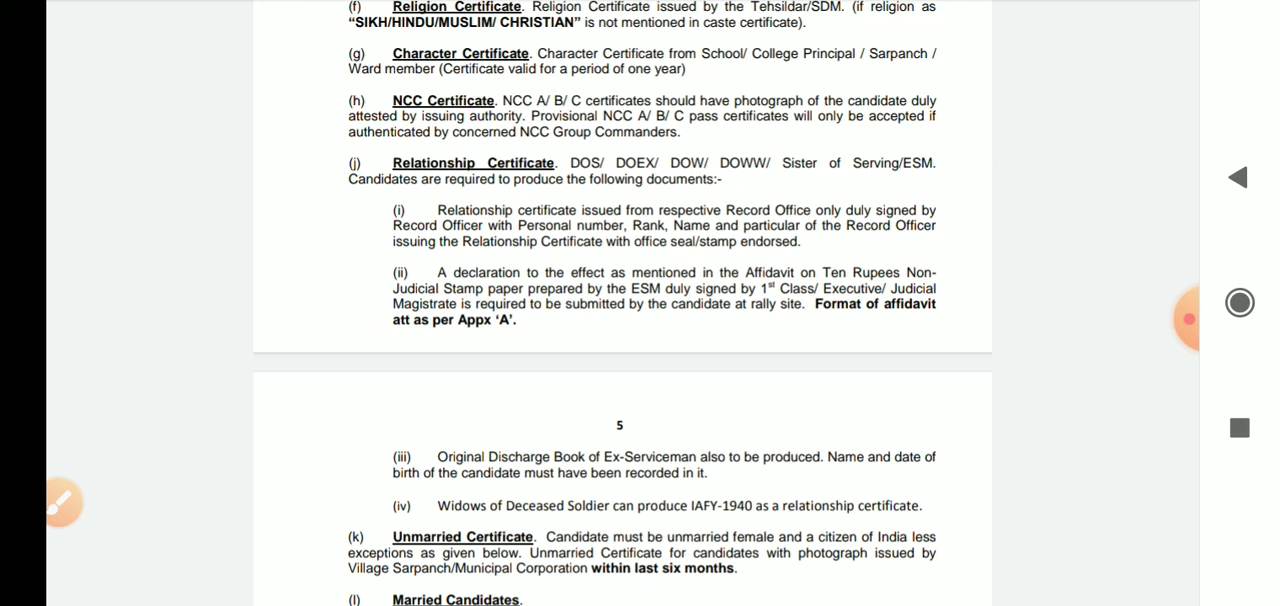 (f) Religion Certificate. Religion Certificate issued by the Tehsildar/SDM. (if religion as
“SIKH/HINDU/MUSLIM/ CHRISTIAN” is not mentioned in caste certificate).
(g) Character Certificate. Character Certificate from School/ College Principal / Sarpanch /
Ward member (Certificate valid for a period of one year)
(h) NCC Certificate. NCC A/ B/ C certificates should have photograph of the candidate duly
attested by issuing authority. Provisional NCC A/ B/ C pass certificates will only be accepted if
authenticated by concerned NCC Group Commanders.
(j) Relationship Certificate. DOS/ DOEX/ DOW/ DOWW/ Sister of Serving/ESM.
Candidates are required to produce the following documents:-
(i) Relationship certificate issued from respective Record Office only duly signed by
Record Officer with Personal number, Rank, Name and particular of the Record Officer
issuing the Relationship Certificate with office seal/stamp endorsed.
(ii) A declaration to the effect as mentioned in the Affidavit on Ten Rupees Non-
Judicial Stamp paper prepared by the ESM duly signed by 1st Class/ Executive/ Judicial
Magistrate is required to be submitted by the candidate at rally site. Format of affidavit
att as per Appx ‘A’.
5
(iii) Original Discharge Book of Ex-Serviceman also to be produced. Name and date of
birth of the candidate must have been recorded in it.
(iv) Widows of Deceased Soldier can produce IAFY-1940 as a relationship certificate.
(k) Unmarried Certificate. Candidate must be unmarried female and a citizen of India less
exceptions as given below. Unmarried Certificate for candidates with photograph issued by
Village Sarpanch/Municipal Corporation within last six months.
(l) Married Candidates.